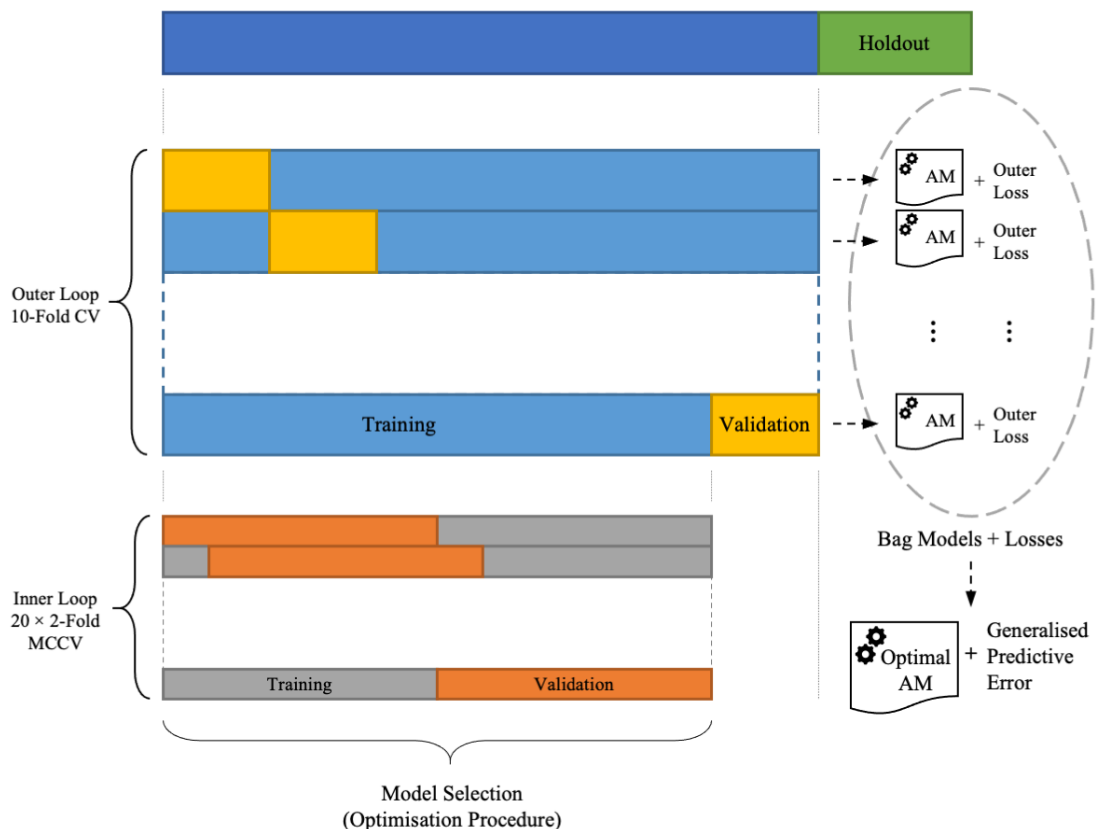 Holdout
AM
+
Outer
Loss
AM
+
Outer
Loss
Outer Loop
10-Fold CV
⋮
⋮
Training
Validation
AM
+
Outer
Loss
Bag Models + Losses
Inner Loop
20 × 2-Fold
MCCV
Optimal
AM
+
Generalised
Predictive
Error
Training
Validation
Model Selection
(Optimisation Procedure)